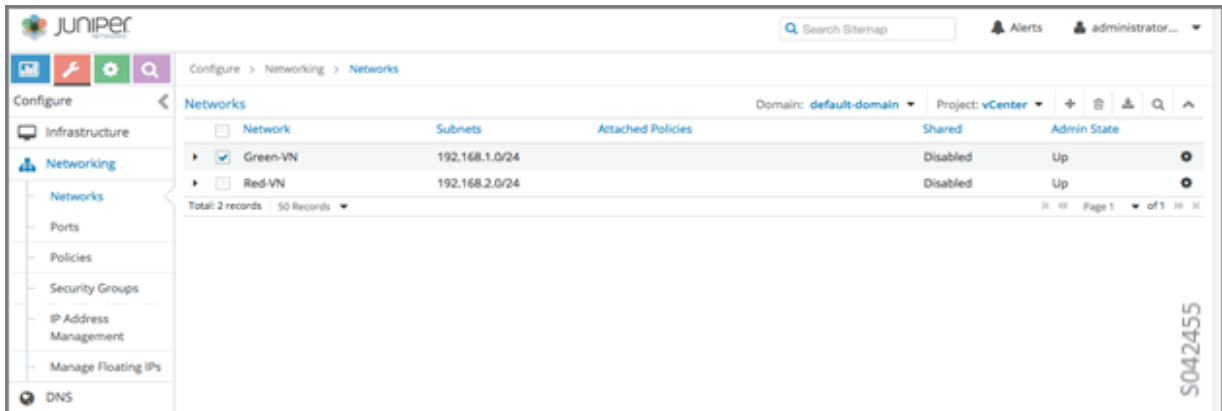 JUNIPER
NETWORKS
Search Sitemap
Alerts
administrator...
Configure > Networking > Networks
Configure
Infrastructure
Networking
Networks
Ports
Policies
Security Groups
IP Address
Management
Manage Floating IPs
DNS
Networks
Domain: default-domain Project: vCenter
Network Subnets Attached Policies Shared Admin State
Green-VN 192.168.1.0/24 Disabled Up
Red-VN 192.168.2.0/24 Disabled Up
Total: 2 records 50 Records Page 1 of 1
S042455